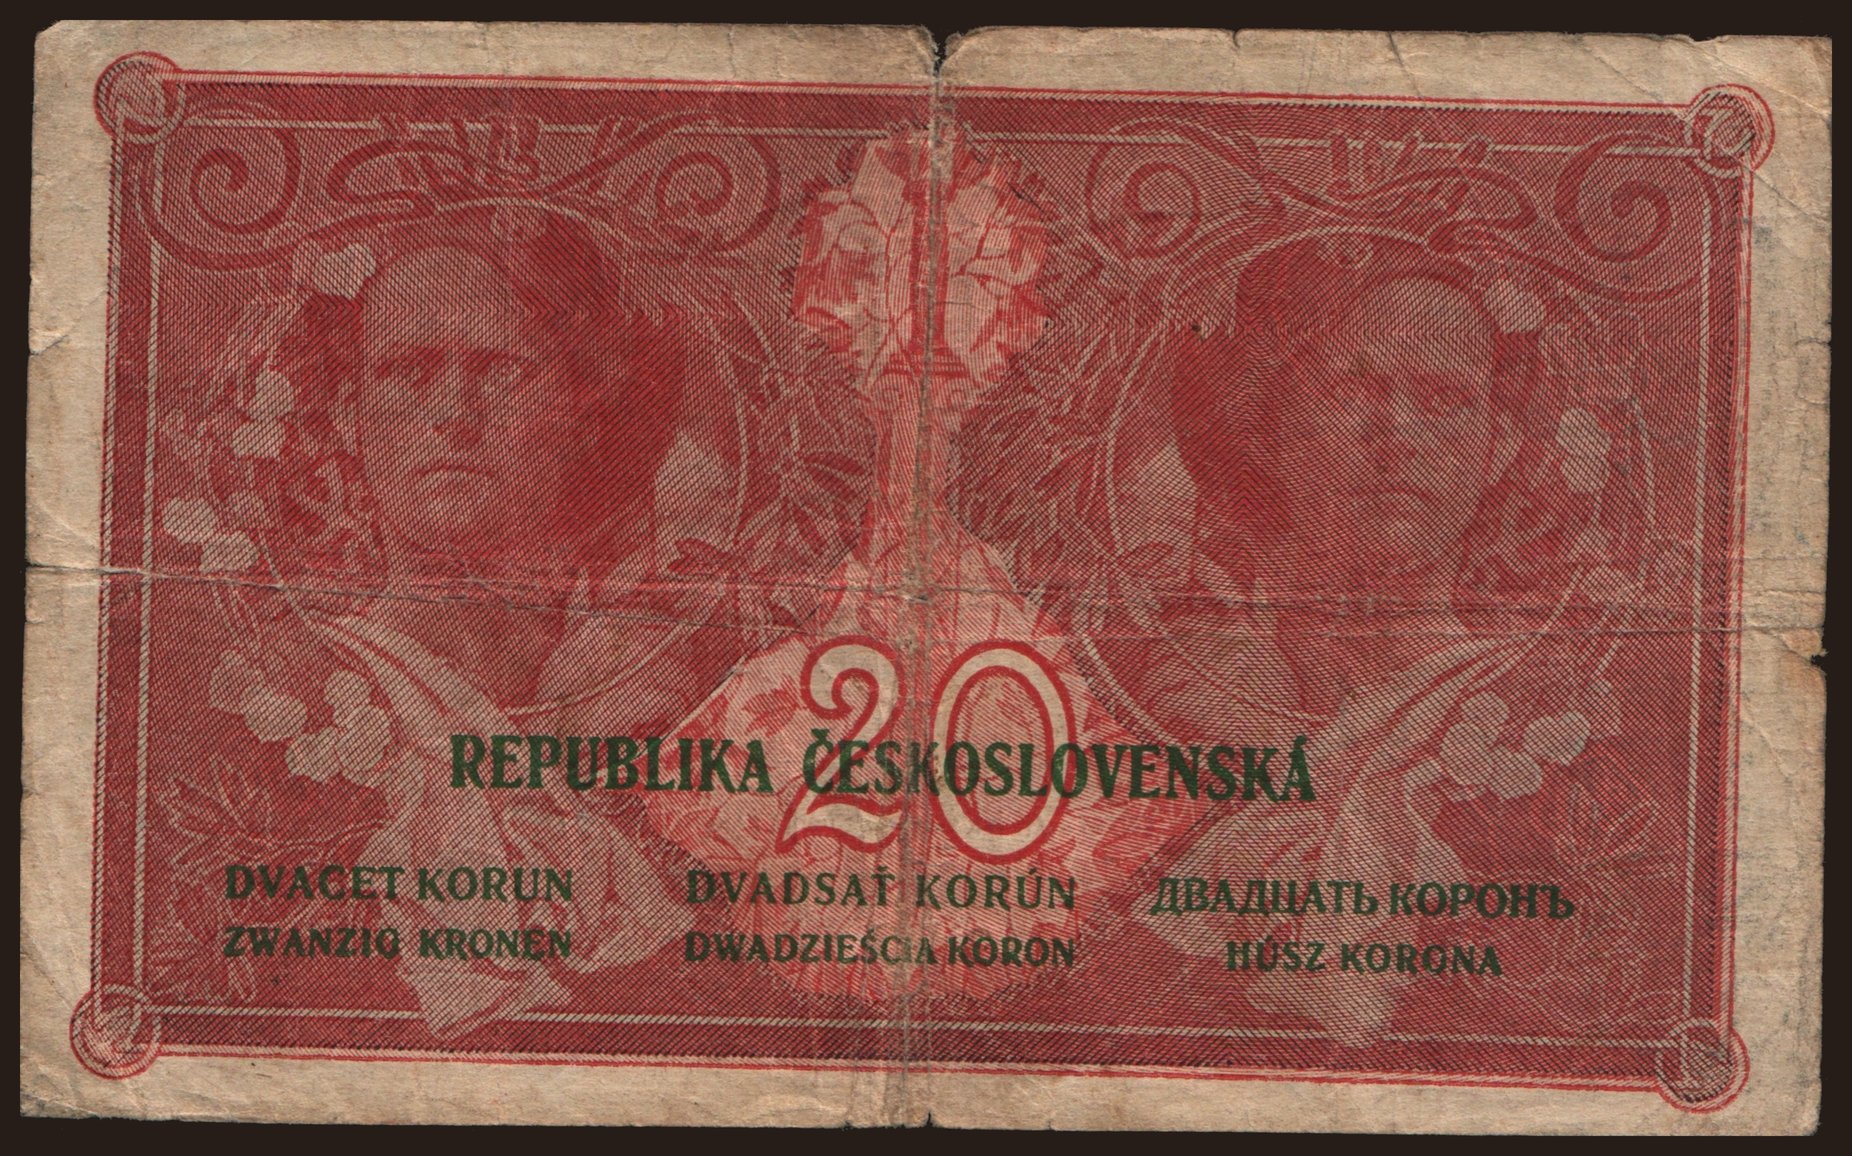 20
REPUBLIKA ČESKOSLOVENSKÁ
DVACET KORUN
ZWANZIG KRONEN
DVADSAŤ KORÚN
DWADZIEŚCIA KORON
ДВАДЦАТЬ КОРОНЪ
HÚSZ KORONA